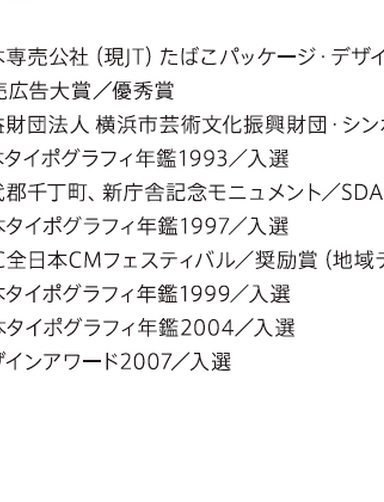 本専売公社（現JT）たばこパッケージ・デザイ
売広告大賞／優秀賞
益財団法人 横浜市芸術文化振興財団・シン
本タイポグラフィ年鑑1993／入選
代郡千丁町、新庁舎記念モニュメント／SDA
本タイポグラフィ年鑑1997／入選
C全日本CMフェスティバル／奨励賞（地域
本タイポグラフィ年鑑1999／入選
本タイポグラフィ年鑑2004／入選
ザインアワード2007／入選